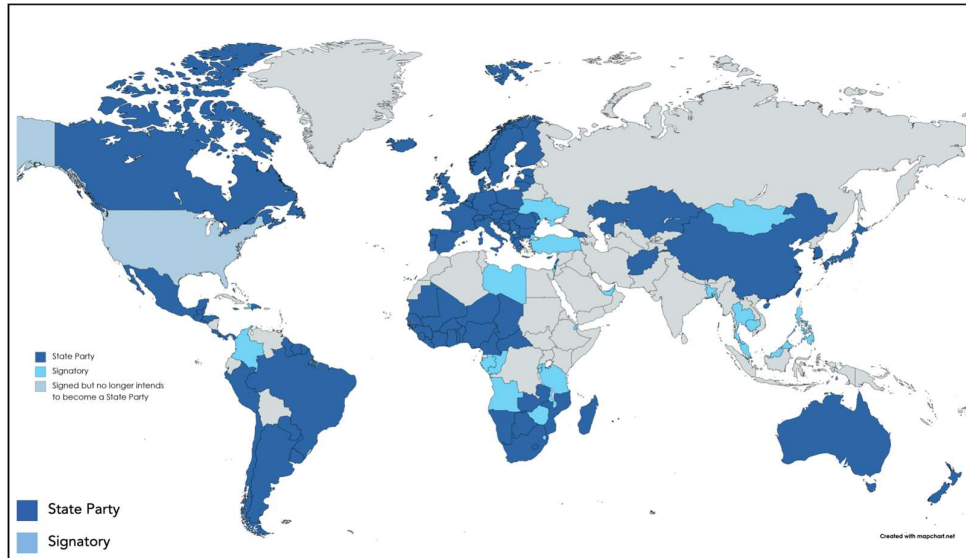 State Party
Signatory
Signed but no longer intends
to become a State Party
State Party
Signatory
Created with mapchart.net